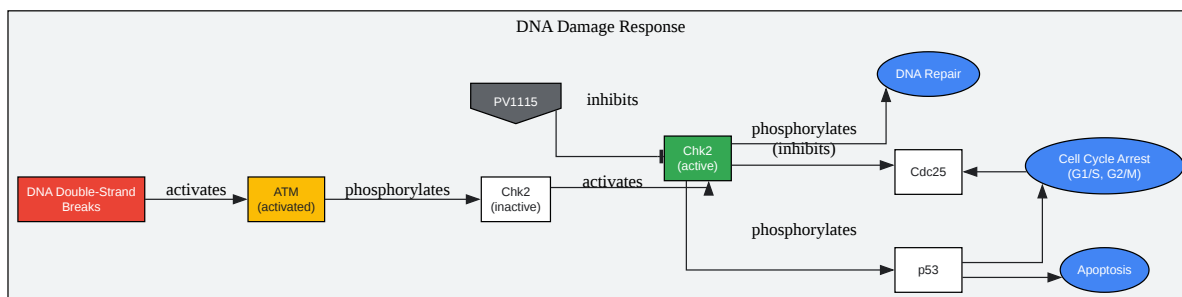 DNA Damage Response
DNA Repair
PV1115
inhibits
phosphorylates
(inhibits)
Chk2
(active)
Cdc25
Cell Cycle Arrest
(G1/S, G2/M)
DNA Double-Strand
Breaks
activates
ATM
(activated)
phosphorylates
Chk2
(inactive)
activates
phosphorylates
p53
Apoptosis